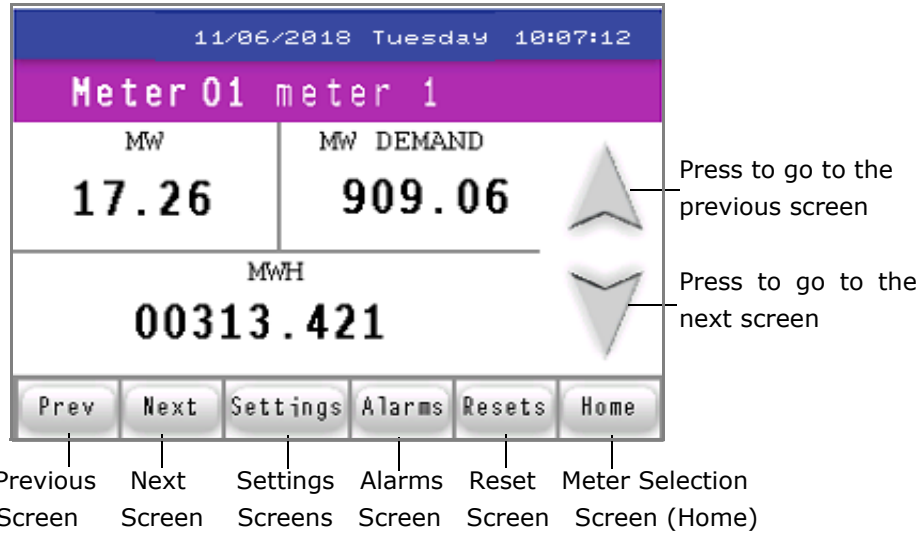 11/06/2018 Tuesday 10:07:12
Meter 01 meter 1
MW
17.26
MW DEMAND
909.06
MWH
00313.421
Press to go to the
previous screen
Press to go to the
next screen
Prev Next Settings Alarms Resets Home
Previous Next Settings Alarms Reset Meter Selection
Screen Screen Screens Screen Screen Screen (Home)